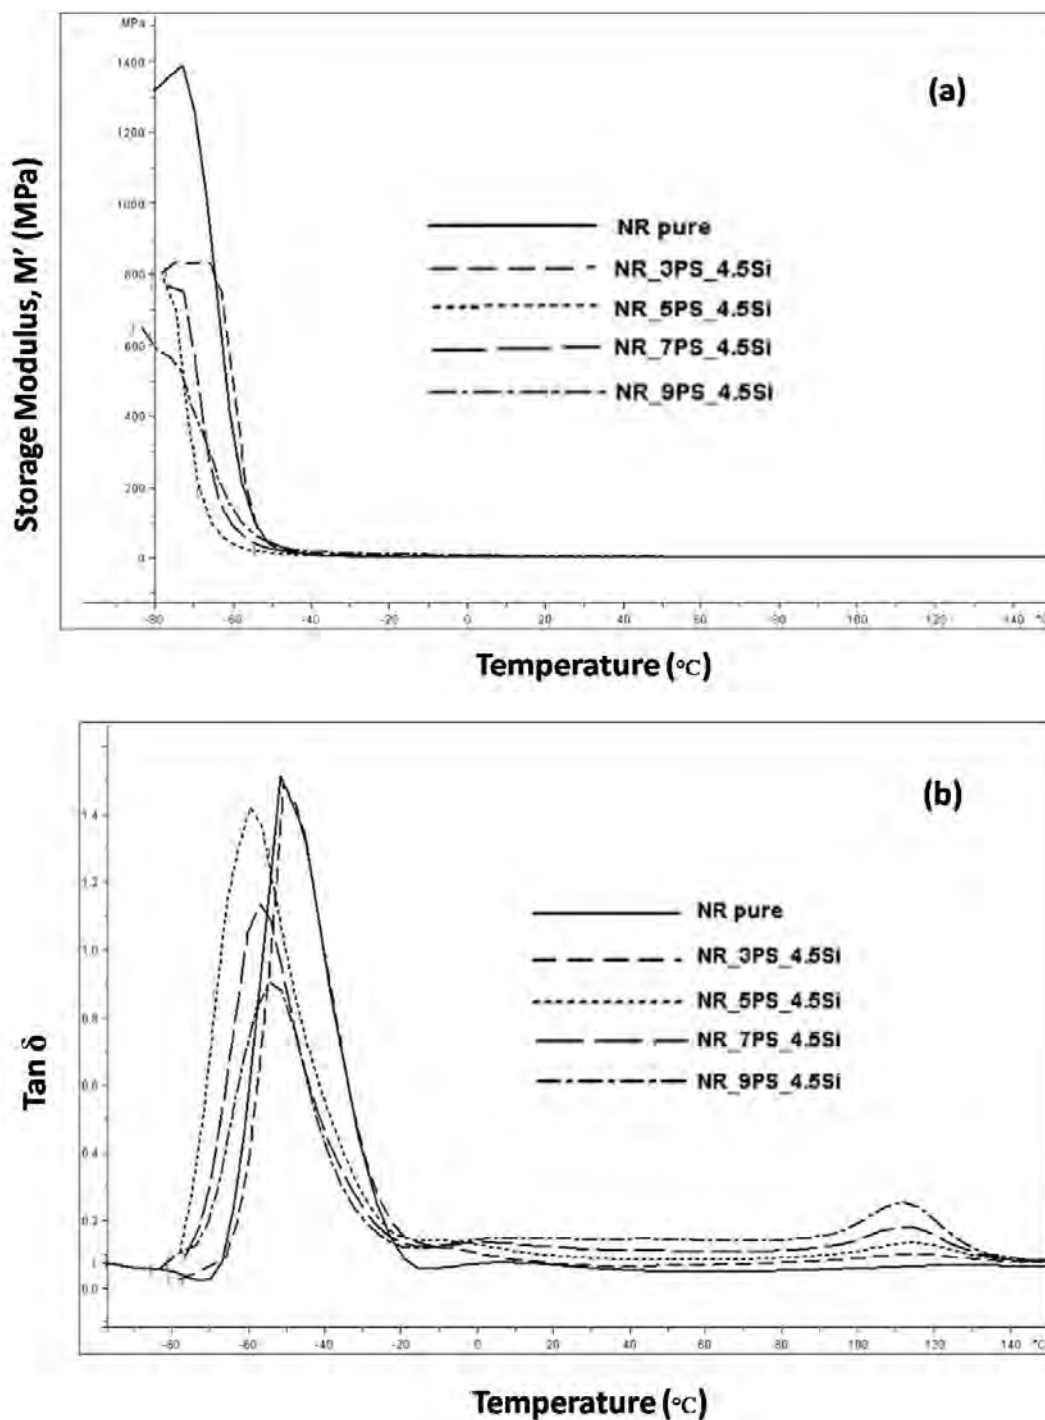 MPa
(a)
1400
1200
1000
800
600
400
200
0
Storage Modulus, M' (MPa)
NR pure
NR_3PS_4.5Si
NR_5PS_4.5Si
NR_7PS_4.5Si
NR_9PS_4.5Si
-80 -60 -40 -20 0 20 40 60 80 100 120 140 °C
Temperature (°C)
(b)
1.4
1.2
1.0
0.8
0.6
0.4
0.2
0.0
Tan δ
NR pure
NR_3PS_4.5Si
NR_5PS_4.5Si
NR_7PS_4.5Si
NR_9PS_4.5Si
-80 -60 -40 -20 0 20 40 60 80 100 120 140 °C
Temperature (°C)